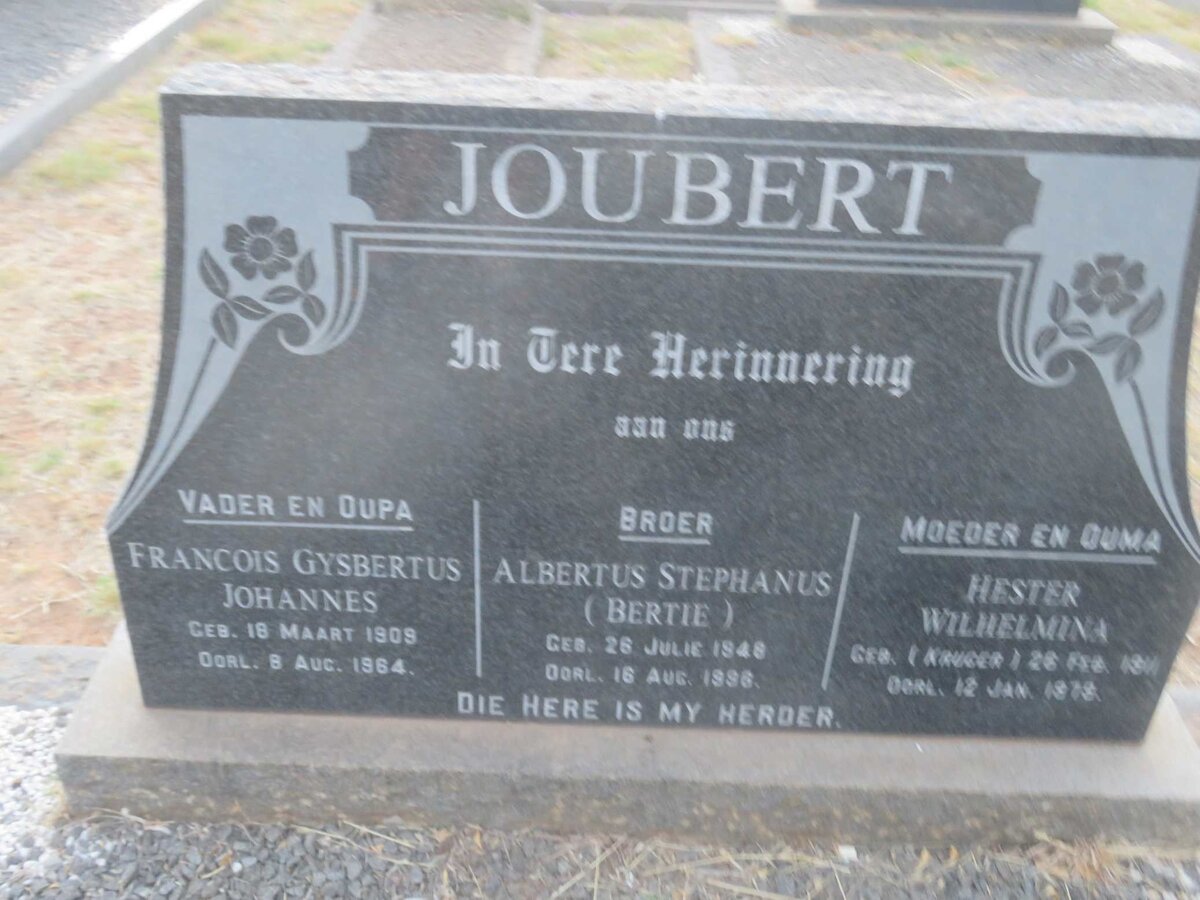 JOUBERT
In Tere Herinnering
aan ons
VADER EN OUPA
FRANCOIS GYSBERTUS
JOHANNES
GEB. 18 MAART 1909
OORL. 8 AUG. 1964.
BROER
ALBERTUS STEPHANUS
( BERTIE )
GEB. 26 JULIE 1948
OORL. 16 AUG. 1996.
MOEDER EN OUMA
HESTER
WILHELMINA
GEB. ( KRUGER ) 26 FEB. 1911
OORL. 12 JAN.
DIE HERE IS MY HERDER.